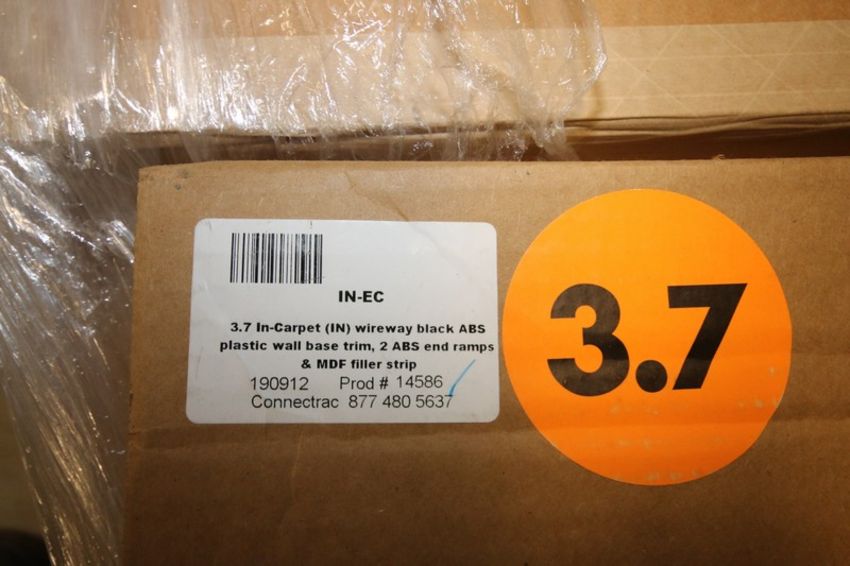 IN-EC
3.7 In-Carpet (IN) wireway black ABS
plastic wall base trim, 2 ABS end ramps
& MDF filler strip
190912 Prod # 14586
Connectrac 877 480 5637
3.7